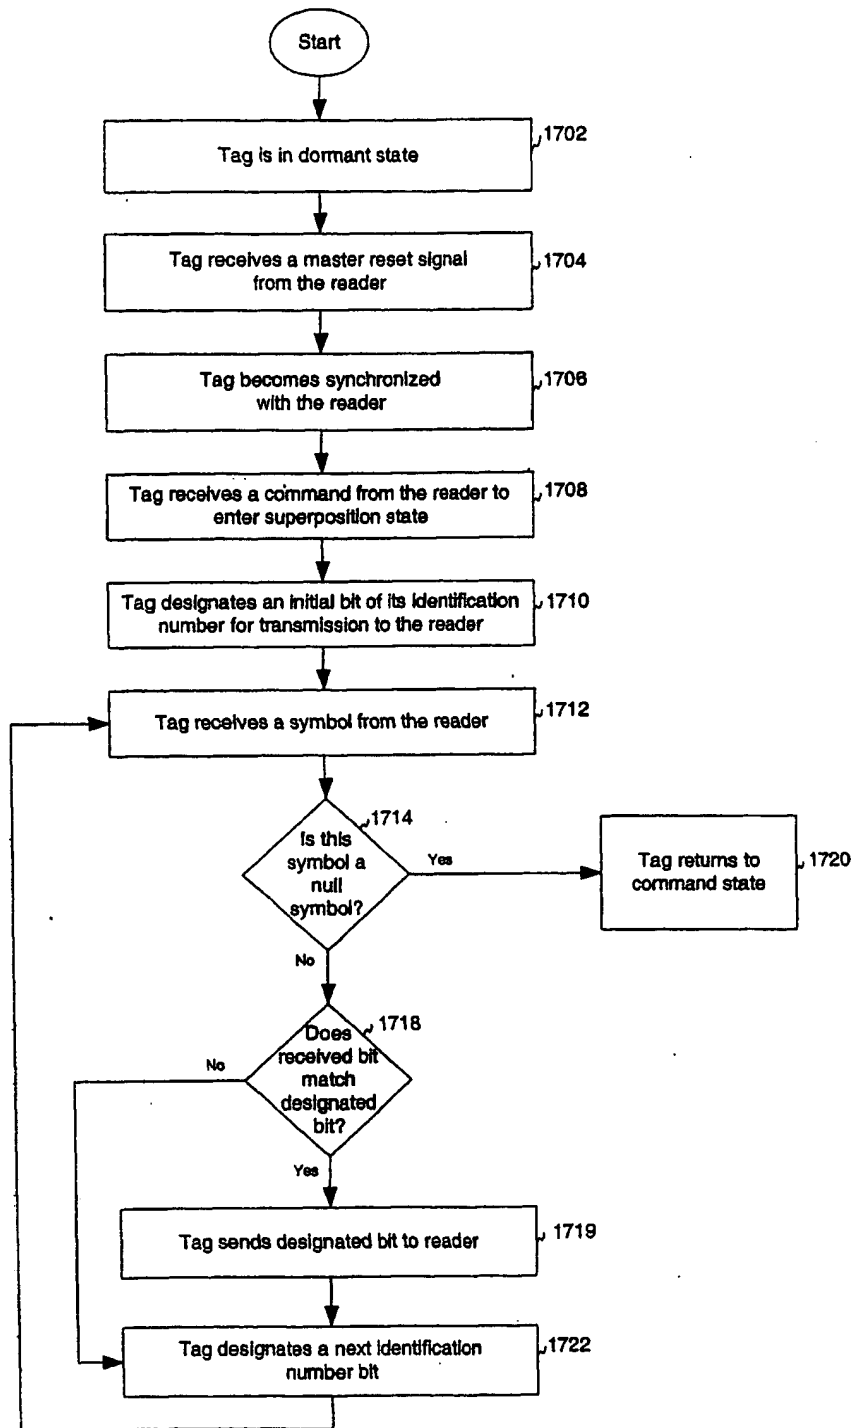 Start
Tag is in dormant state
1702
Tag receives a master reset signal
from the reader
1704
Tag becomes synchronized
with the reader
1706
Tag receives a command from the reader to
enter superposition state
1708
Tag designates an initial bit of its identification
number for transmission to the reader
1710
Tag receives a symbol from the reader
1712
1714
Is this
symbol a
null
symbol?
Yes
Tag returns to
command state
1720
No
1718
Does
received bit
match
designated
bit?
No
Yes
Tag sends designated bit to reader
1719
Tag designates a next identification
number bit
1722